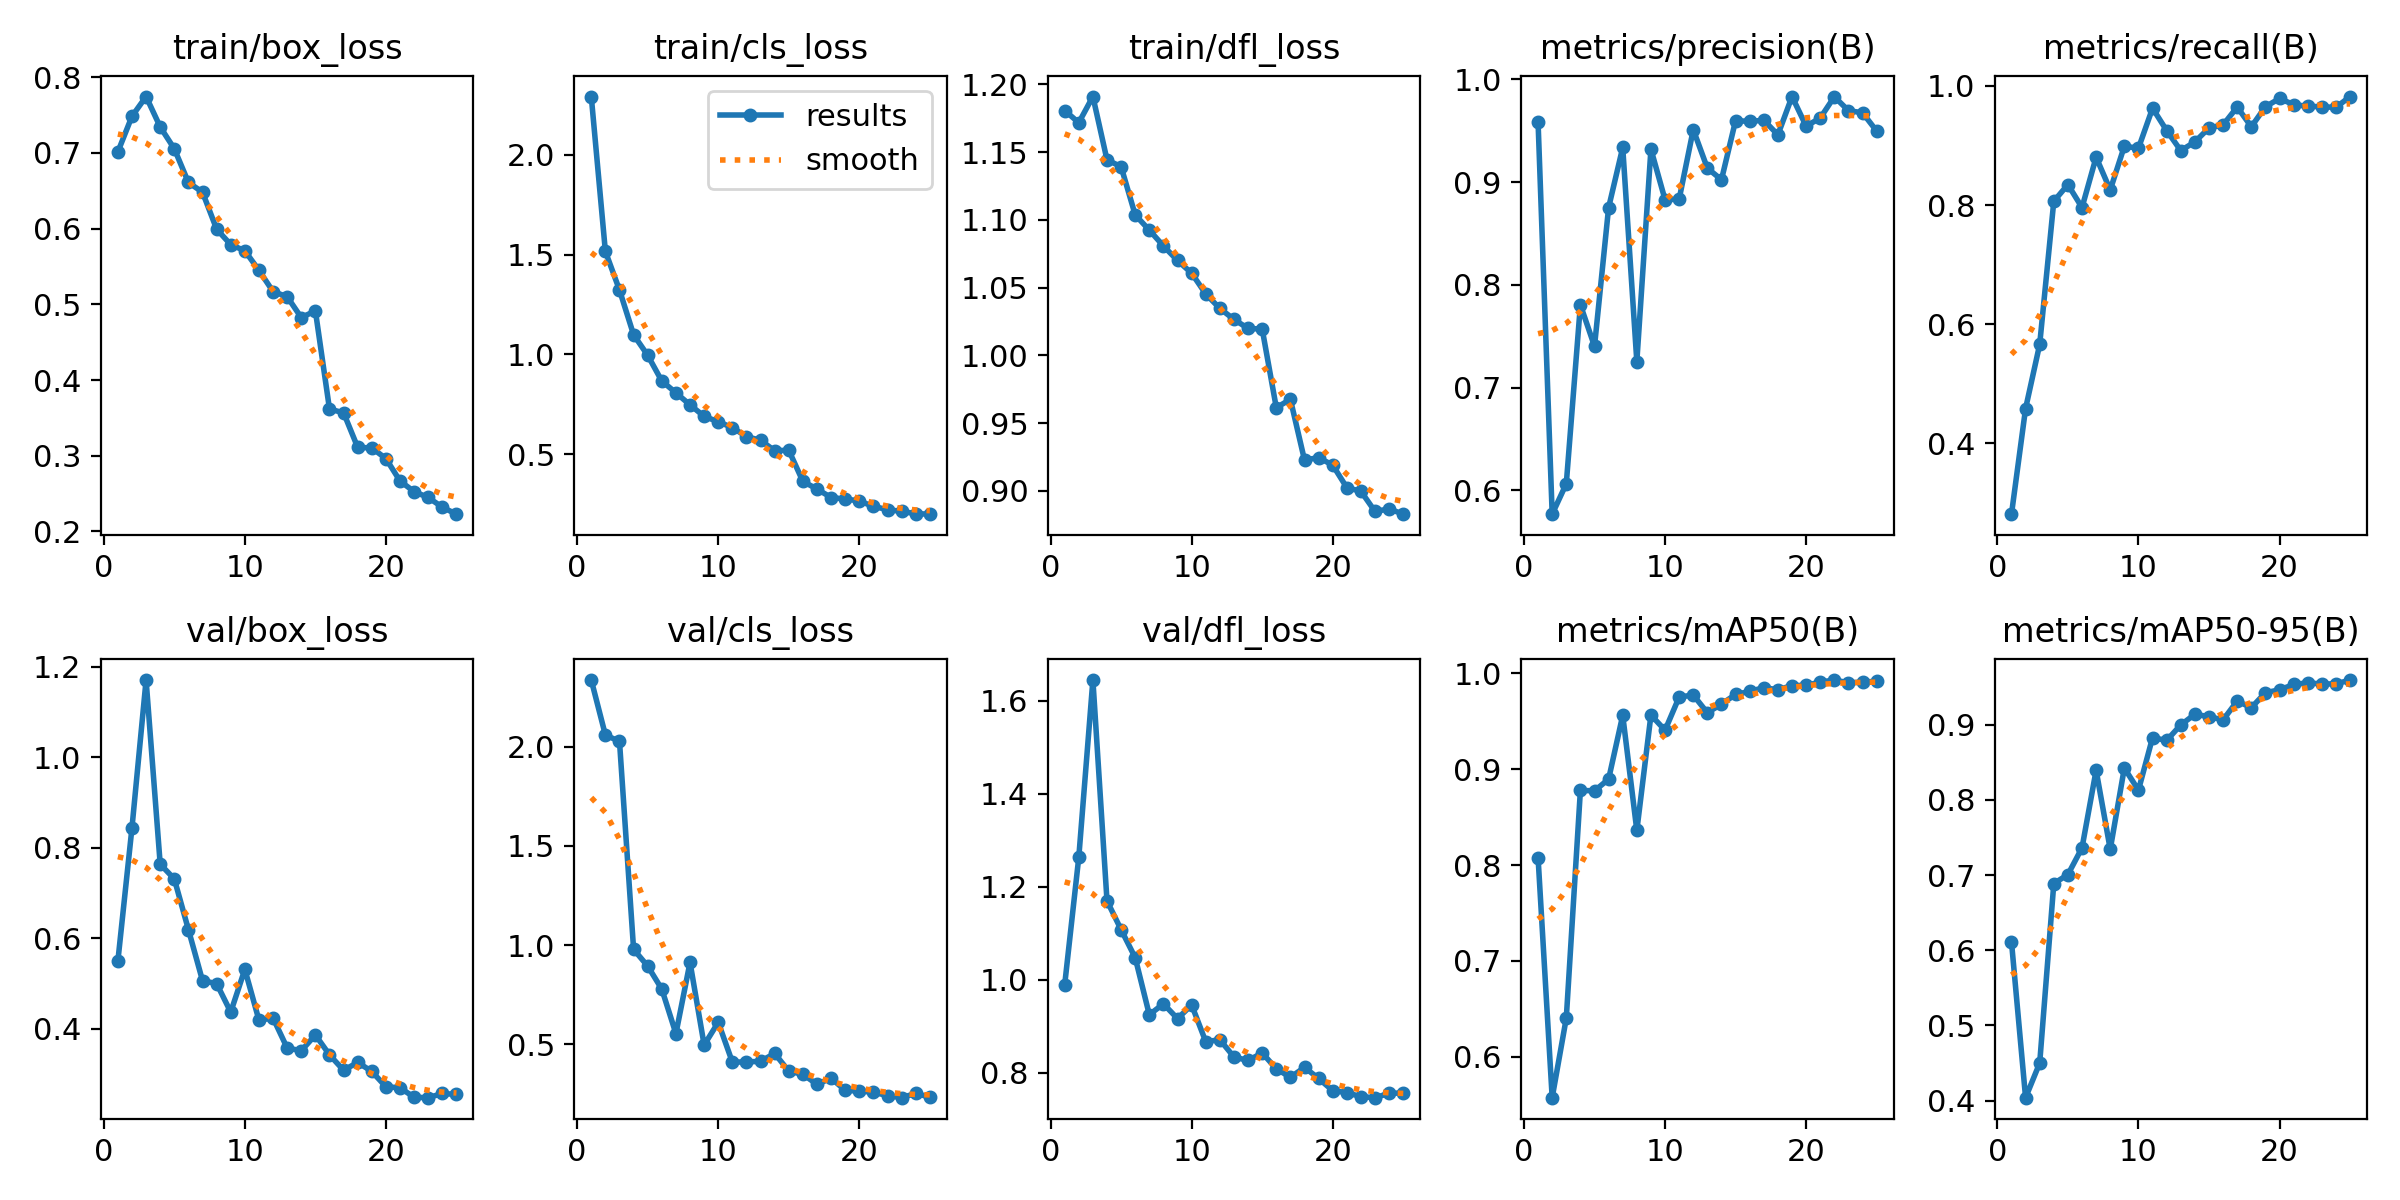 train/box_loss
0.8
0.7
0.6
0.5
0.4
0.3
0.2
0 10 20
train/cls_loss
results
smooth
2.0
1.5
1.0
0.5
0 10 20
train/dfl_loss
1.20
1.15
1.10
1.05
1.00
0.95
0.90
0 10 20
metrics/precision(B)
1.0
0.9
0.8
0.7
0.6
0 10 20
metrics/recall(B)
1.0
0.8
0.6
0.4
0 10 20
val/box_loss
1.2
1.0
0.8
0.6
0.4
0 10 20
val/cls_loss
2.0
1.5
1.0
0.5
0 10 20
val/dfl_loss
1.6
1.4
1.2
1.0
0.8
0 10 20
metrics/mAP50(B)
1.0
0.9
0.8
0.7
0.6
0 10 20
metrics/mAP50-95(B)
0.9
0.8
0.7
0.6
0.5
0.4
0 10 20